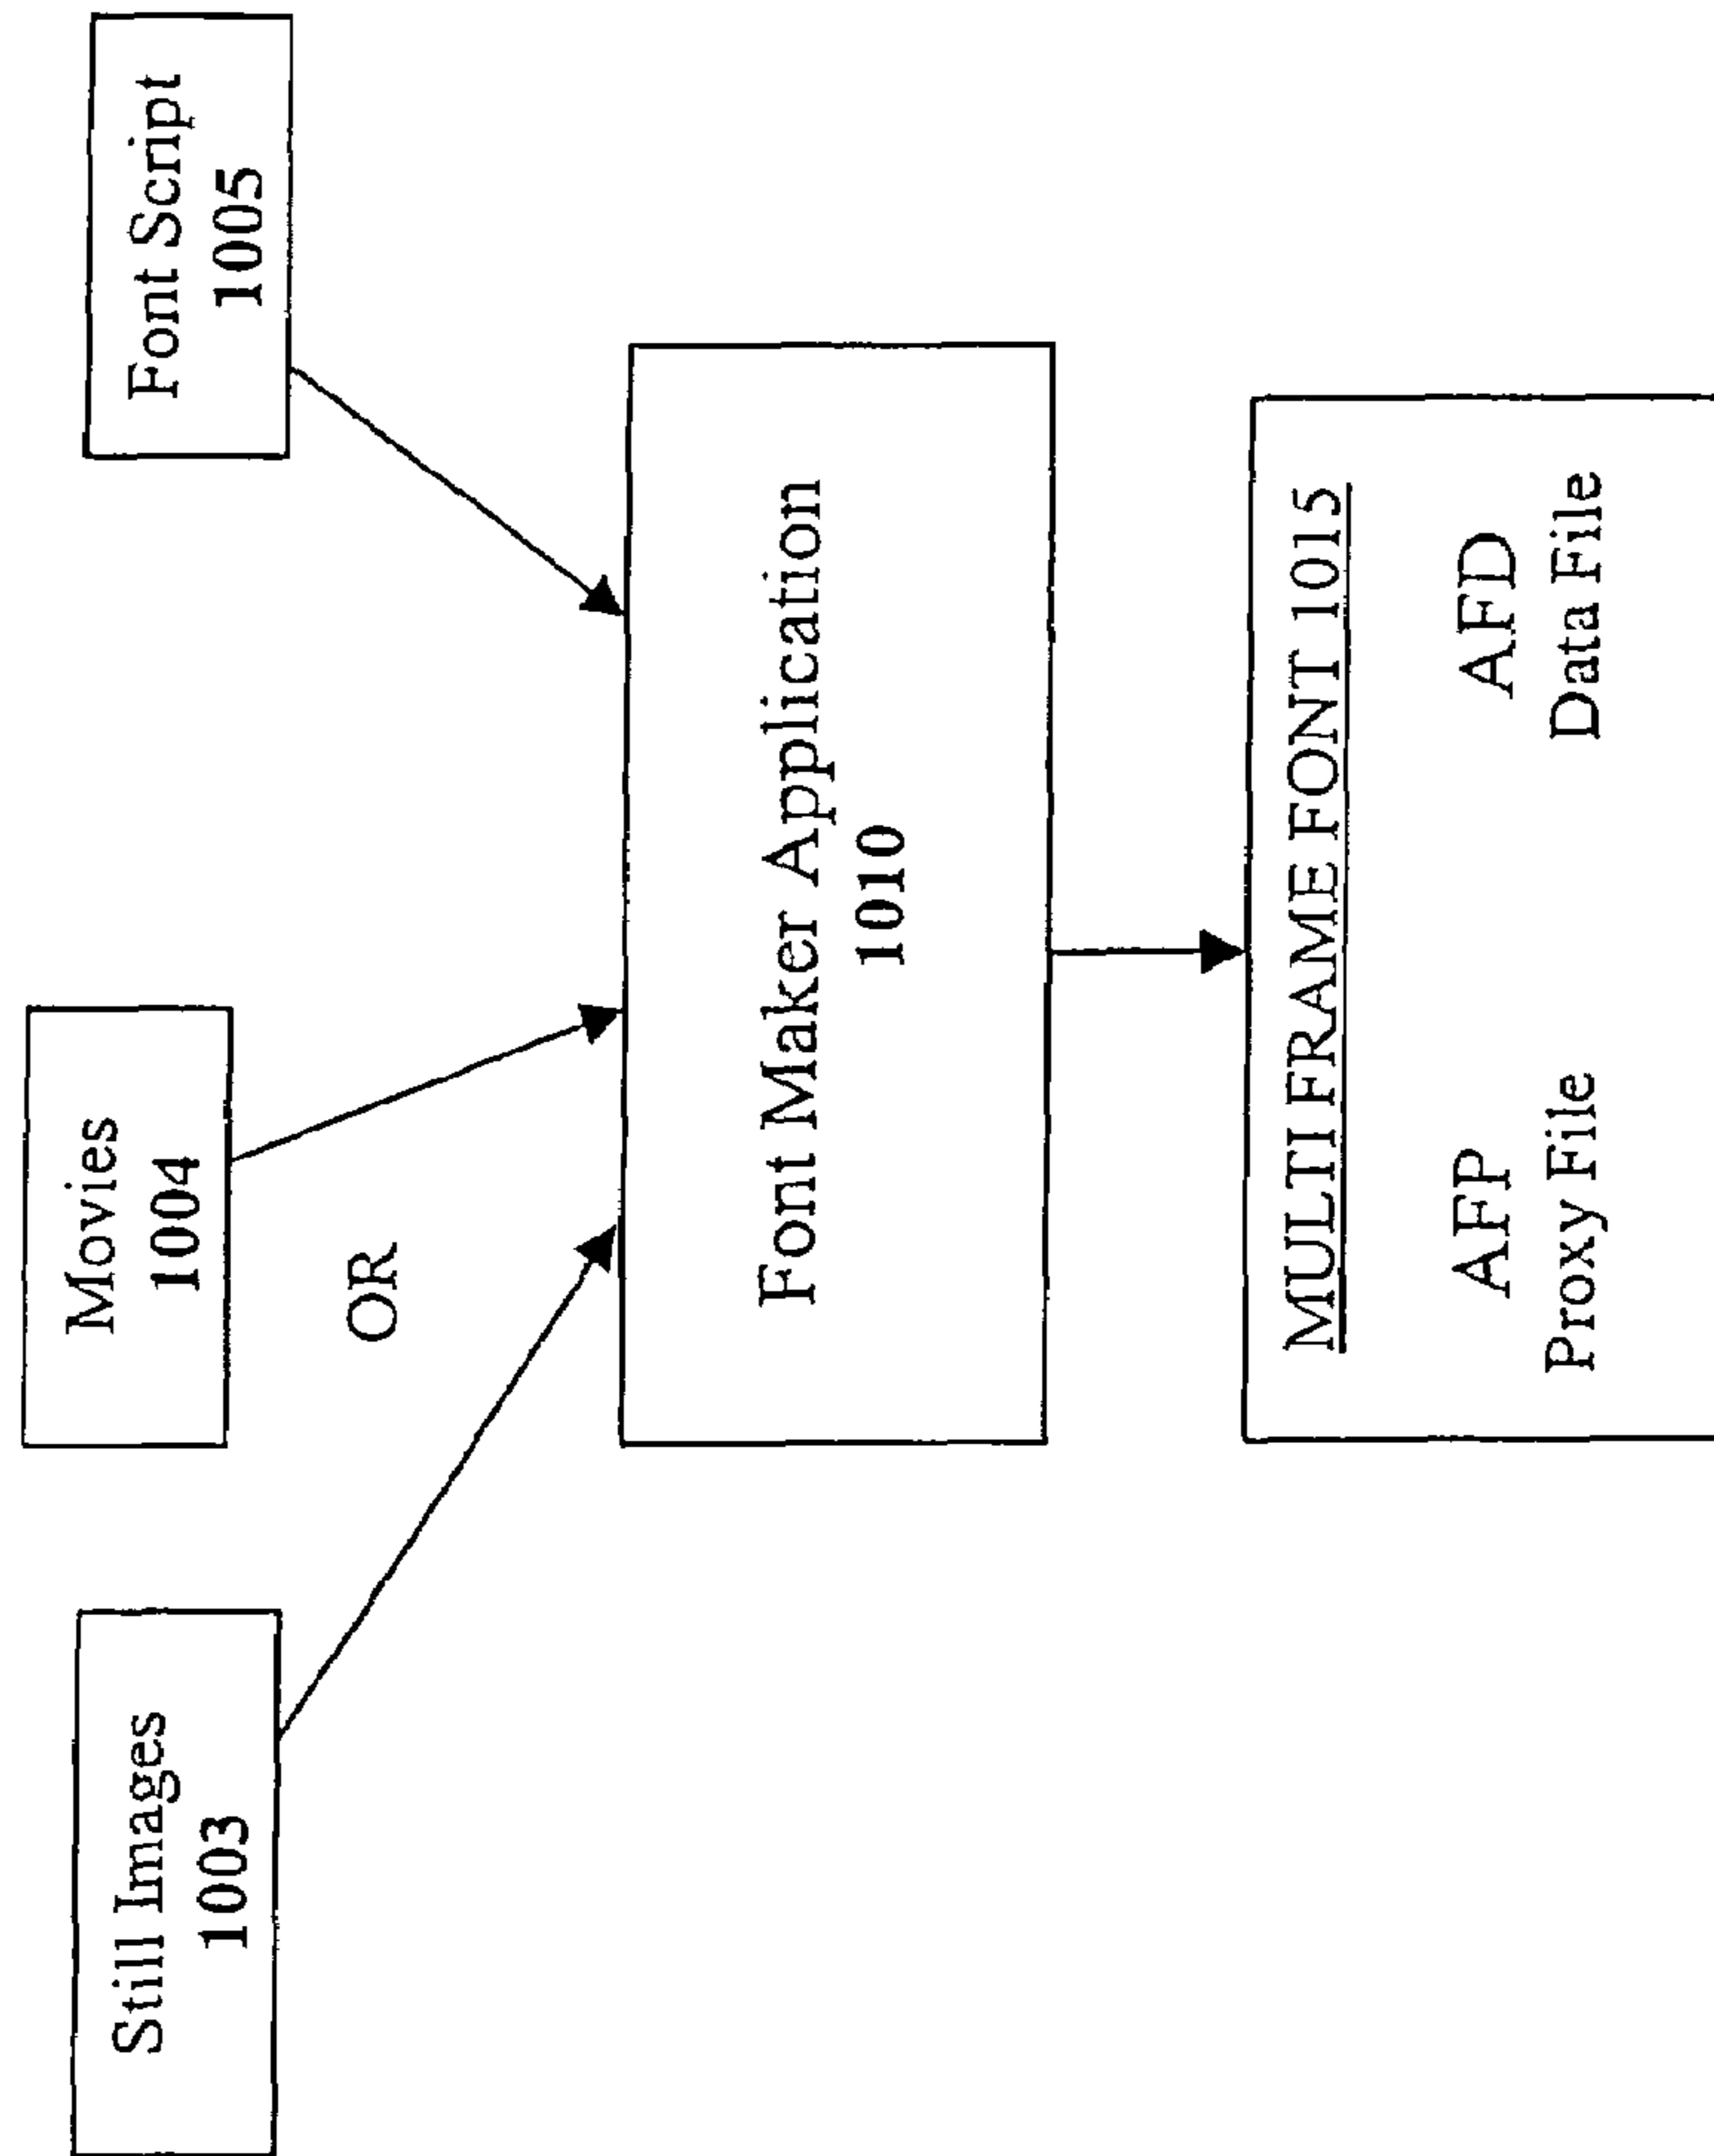 Still Images
1003
Movies
1004
OR
Font Script
1005
Font Maker Application
1010
MULTI FRAME FONT 1015
AFP
Proxy File
AFD
Data File